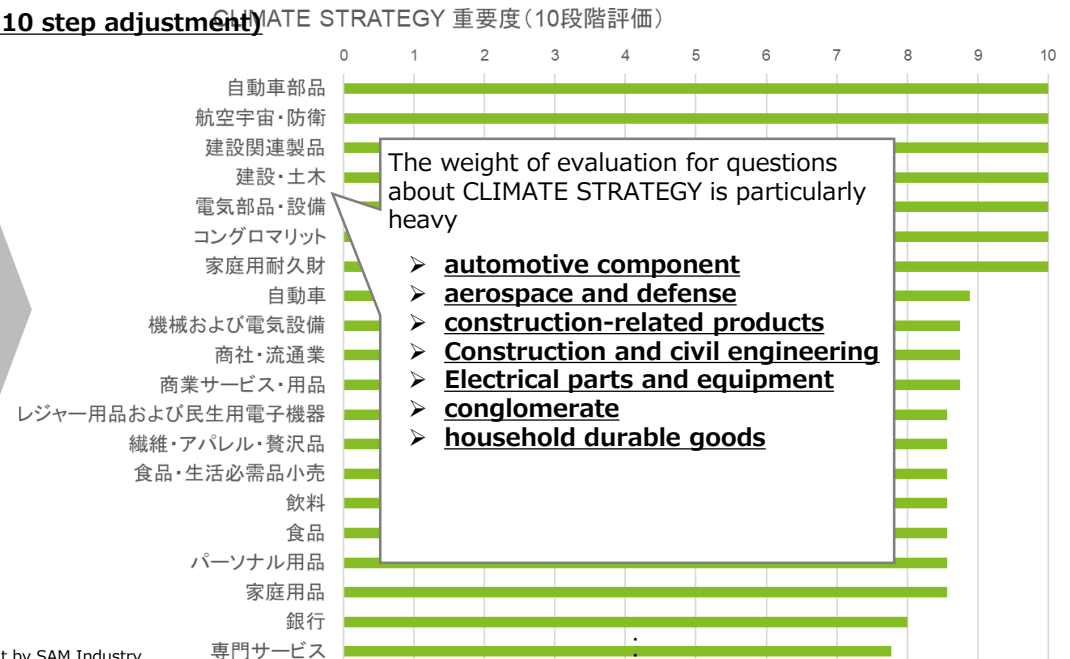 10 step adjustment)
CLIMATE STRATEGY 重要度（10段階評価）
0 1 2 3 4 5 6 7 8 9 10
自動車部品
航空宇宙・防衛
建設関連製品
建設・土木
電気部品・設備
コングロマリット
家庭用耐久財
自動車
機械および電気設備
商社・流通業
商業サービス・用品
レジャー用品および民生用電子機器
繊維・アパレル・贅沢品
食品・生活必需品小売
飲料
食品
パーソナル用品
家庭用品
銀行
専門サービス
The weight of evaluation for questions
about CLIMATE STRATEGY is particularly
heavy
➢ automotive component
➢ aerospace and defense
➢ construction-related products
➢ Construction and civil engineering
➢ Electrical parts and equipment
➢ conglomerate
➢ household durable goods
t by SAM Industry